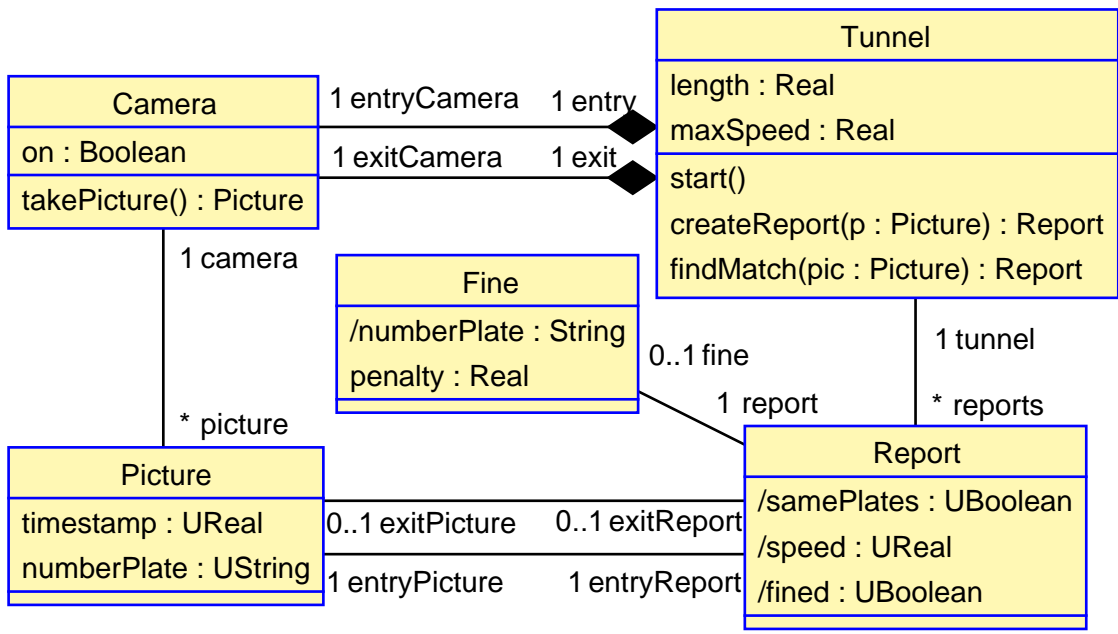 Tunnel
length : Real
maxSpeed : Real
start()
createReport(p : Picture) : Report
findMatch(pic : Picture) : Report
Camera
on : Boolean
takePicture() : Picture
1 entryCamera
1 entry
1 exitCamera
1 exit
1 camera
* picture
Fine
/numberPlate : String
penalty : Real
0..1 fine
1 report
1 tunnel
* reports
Picture
timestamp : UReal
numberPlate : UString
0..1 exitPicture
0..1 exitReport
1 entryPicture
1 entryReport
Report
/samePlates : UBoolean
/speed : UReal
/fined : UBoolean